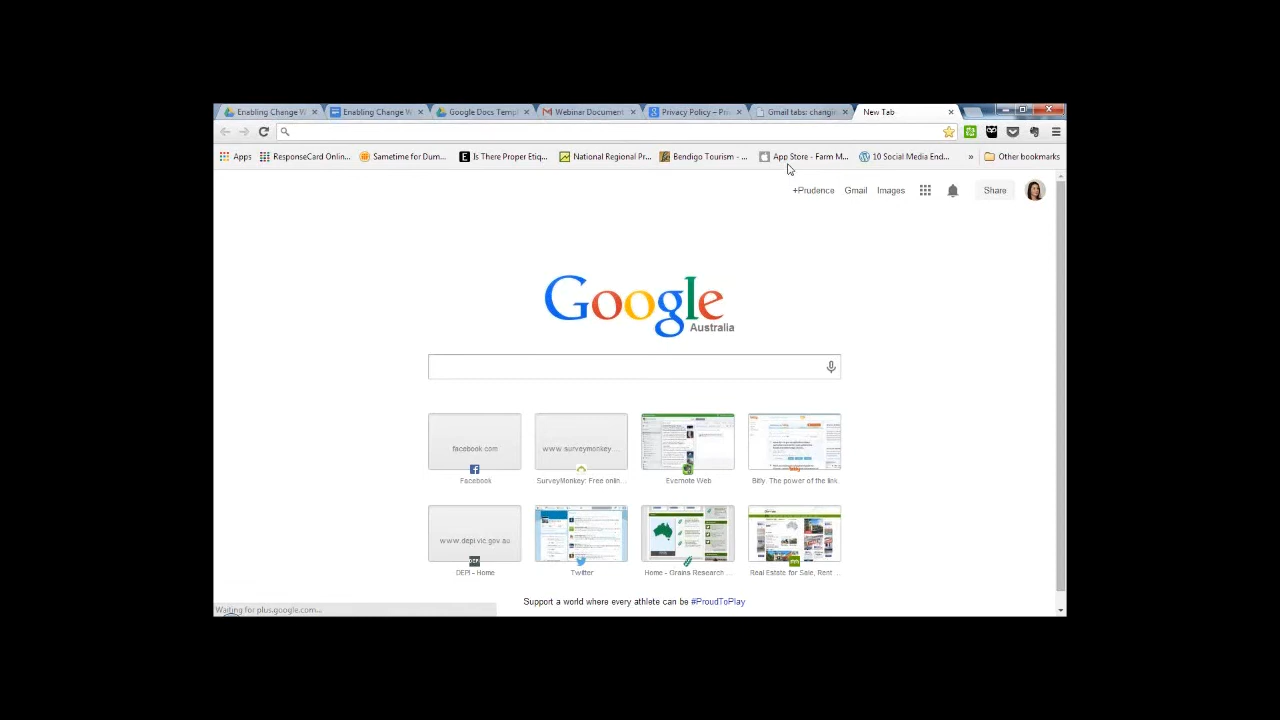 Enabling Change W
Enabling Change W
Google Docs Templ
Webinar Document
Privacy Policy – Pri
Gmail tabs: changin
New Tab
Apps
ResponseCard Onlin...
Sametime for Dum...
Is There Proper Etiq...
National Regional Pr...
Bendigo Tourism - ...
App Store - Farm M...
10 Social Media End...
»
Other bookmarks
+Prudence Gmail Images Share
Google
Australia
facebook.com
www.surveymonkey....
Facebook
SurveyMonkey: Free onlin...
Evernote Web
Bitly. The power of the link.
www.depi.vic.gov.au
DEPI - Home
Twitter
Home - Grains Research ...
Real Estate for Sale, Rent ...
Support a world where every athlete can be #ProudToPlay
Waiting for plus.google.com...